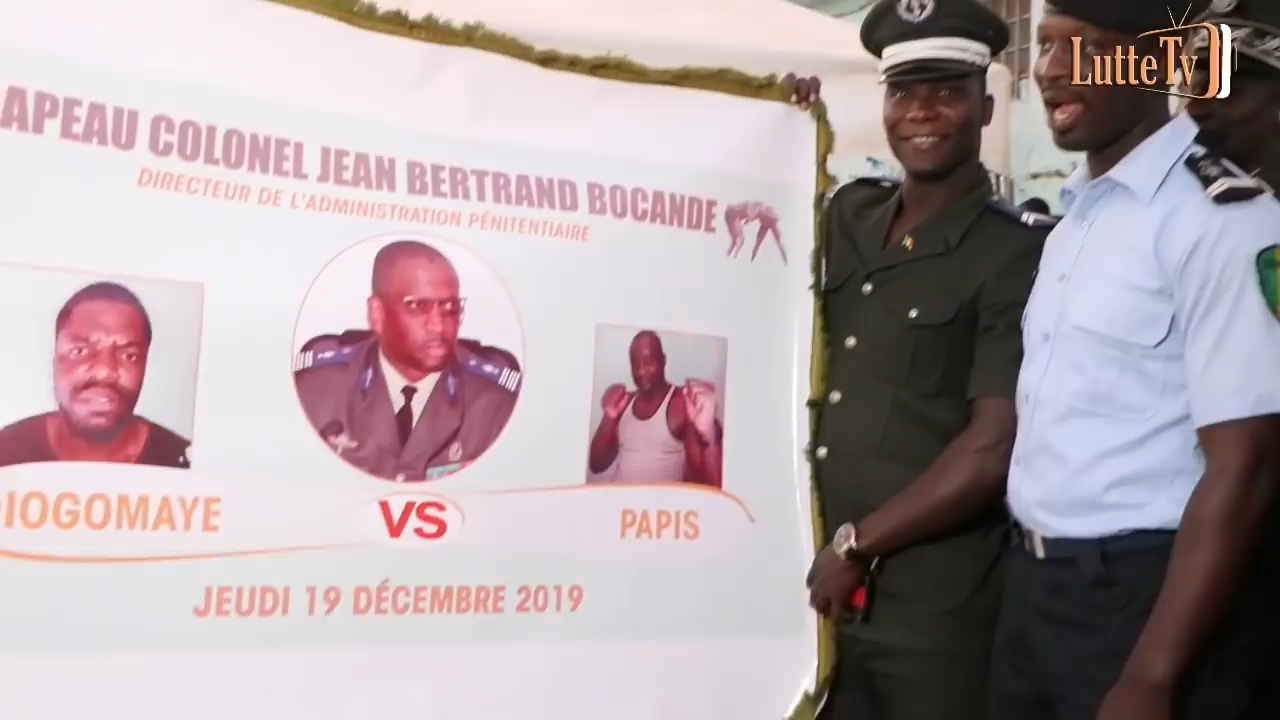 LutteTv
APEAU COLONEL JEAN BERTRAND BOCANDE
DIRECTEUR DE L'ADMINISTRATION PÉNITENTIAIRE
IOGOMAYE
VS
PAPIS
JEUDI 19 DÉCEMBRE 2019